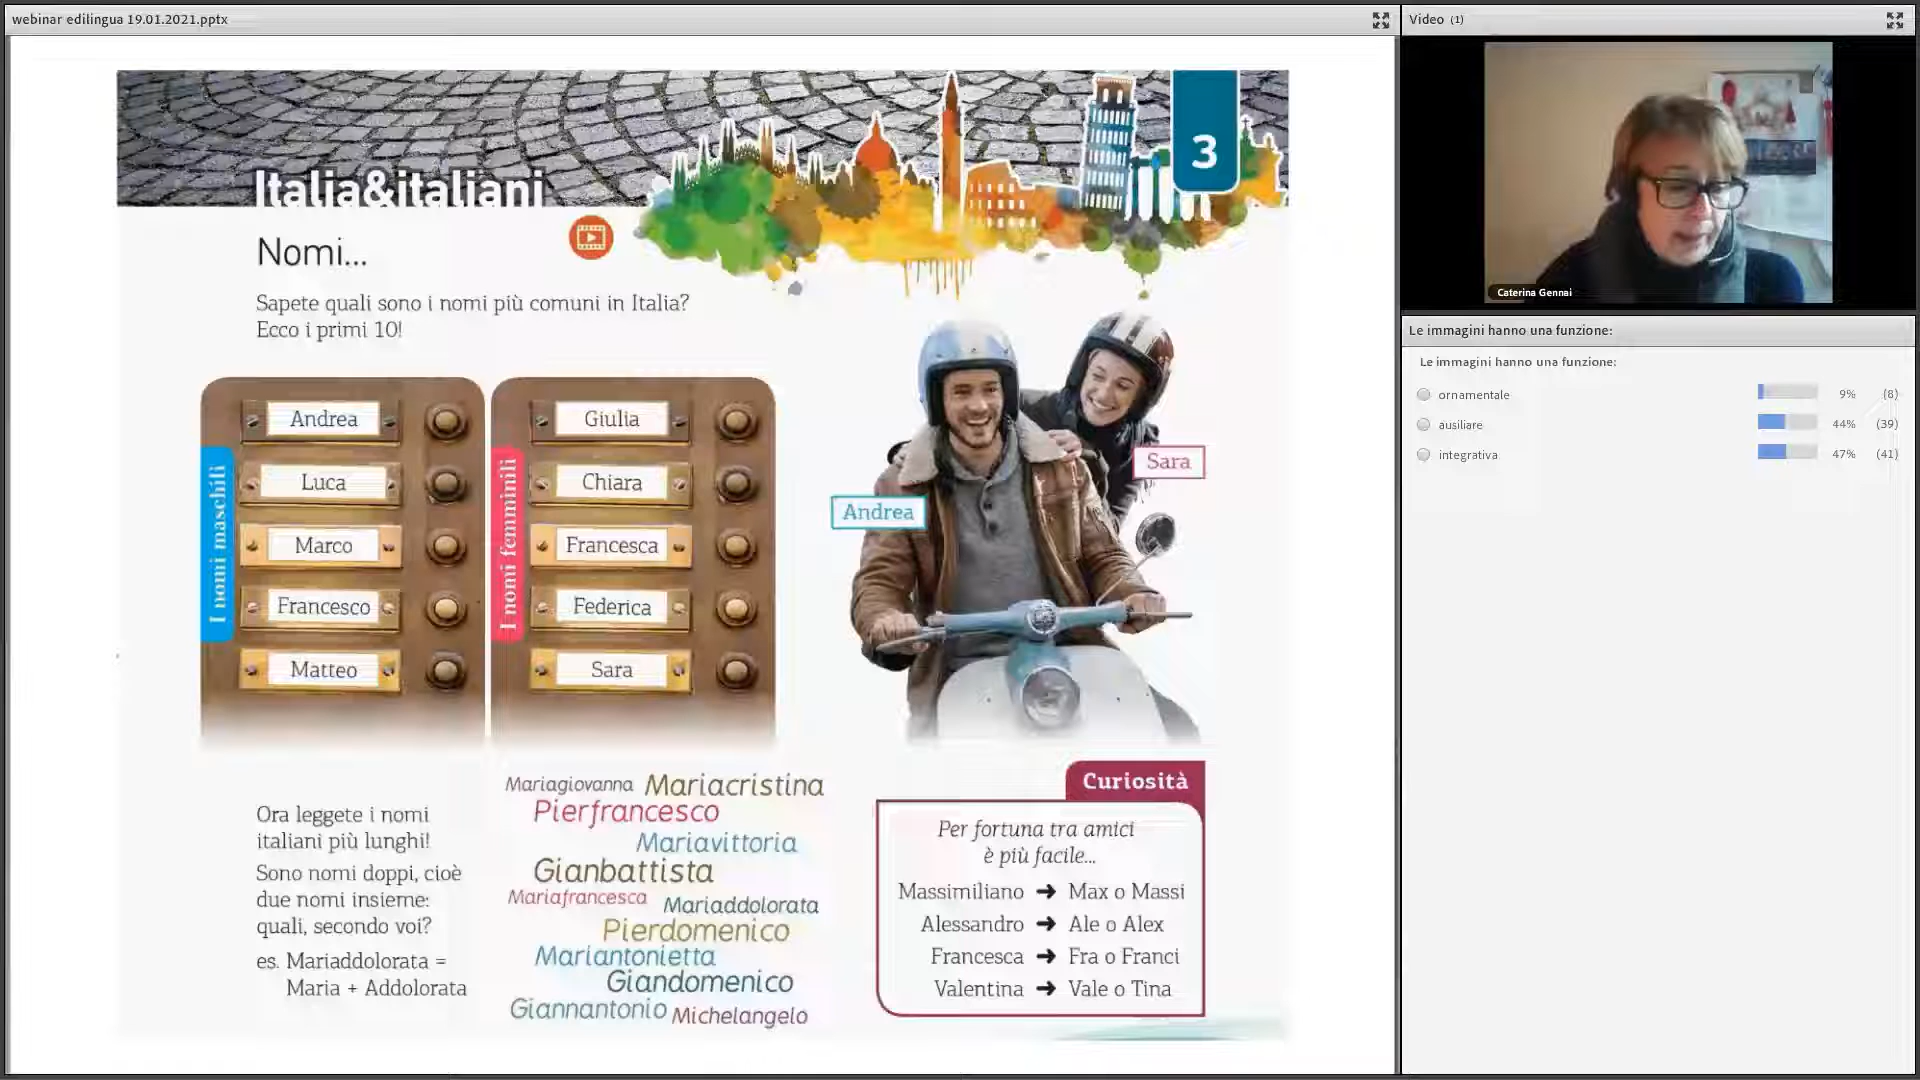 webinar edilingua 19.01.2021.pptx
Italia&italiani
3
Nomi...
Sapete quali sono i nomi più comuni in Italia?
Ecco i primi 10!
I nomi maschili
Andrea
Luca
Marco
Francesco
Matteo
I nomi femminili
Giulia
Chiara
Francesca
Federica
Sara
Andrea
Sara
Ora leggete i nomi
italiani più lunghi!
Sono nomi doppi, cioè
due nomi insieme:
quali, secondo voi?
es. Mariaddolorata =
Maria + Addolorata
Mariagiovanna Mariacristina
Pierfrancesco
Mariavittoria
Gianbattista
Mariafrancesca Mariaddolorata
Pierdomenico
Mariantonietta
Giandomenico
Giannantonio Michelangelo
Curiosità
Per fortuna tra amici
è più facile...
Massimiliano ➔ Max o Massi
Alessandro ➔ Ale o Alex
Francesca ➔ Fra o Franci
Valentina ➔ Vale o Tina
Video (1)
Caterina Gennai
Le immagini hanno una funzione:
Le immagini hanno una funzione:
ornamentale 9% (8)
ausiliare 44% (39)
integrativa 47% (41)